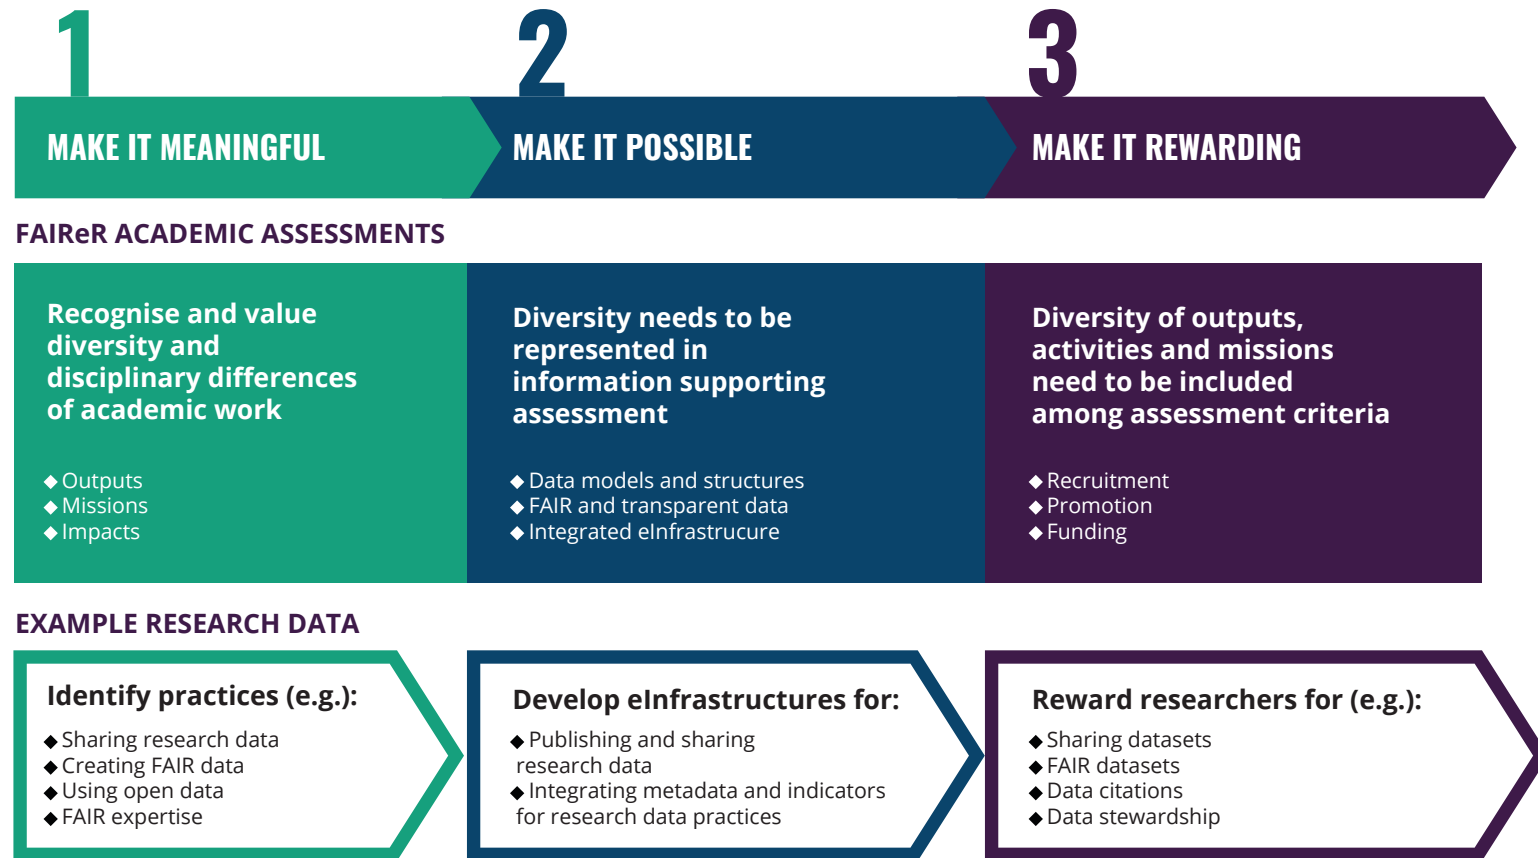 1
2
3
MAKE IT MEANINGFUL
MAKE IT POSSIBLE
MAKE IT REWARDING
FAIReR ACADEMIC ASSESSMENTS
Recognise and value
diversity and
disciplinary differences
of academic work
◆ Outputs
◆ Missions
◆ Impacts
Diversity needs to be
represented in
information supporting
assessment
◆ Data models and structures
◆ FAIR and transparent data
◆ Integrated eInfrastrucure
Diversity of outputs,
activities and missions
need to be included
among assessment criteria
◆ Recruitment
◆ Promotion
◆ Funding
EXAMPLE RESEARCH DATA
Identify practices (e.g.):
◆ Sharing research data
◆ Creating FAIR data
◆ Using open data
◆ FAIR expertise
Develop eInfrastructures for:
◆ Publishing and sharing
research data
◆ Integrating metadata and indicators
for research data practices
Reward researchers for (e.g.):
◆ Sharing datasets
◆ FAIR datasets
◆ Data citations
◆ Data stewardship